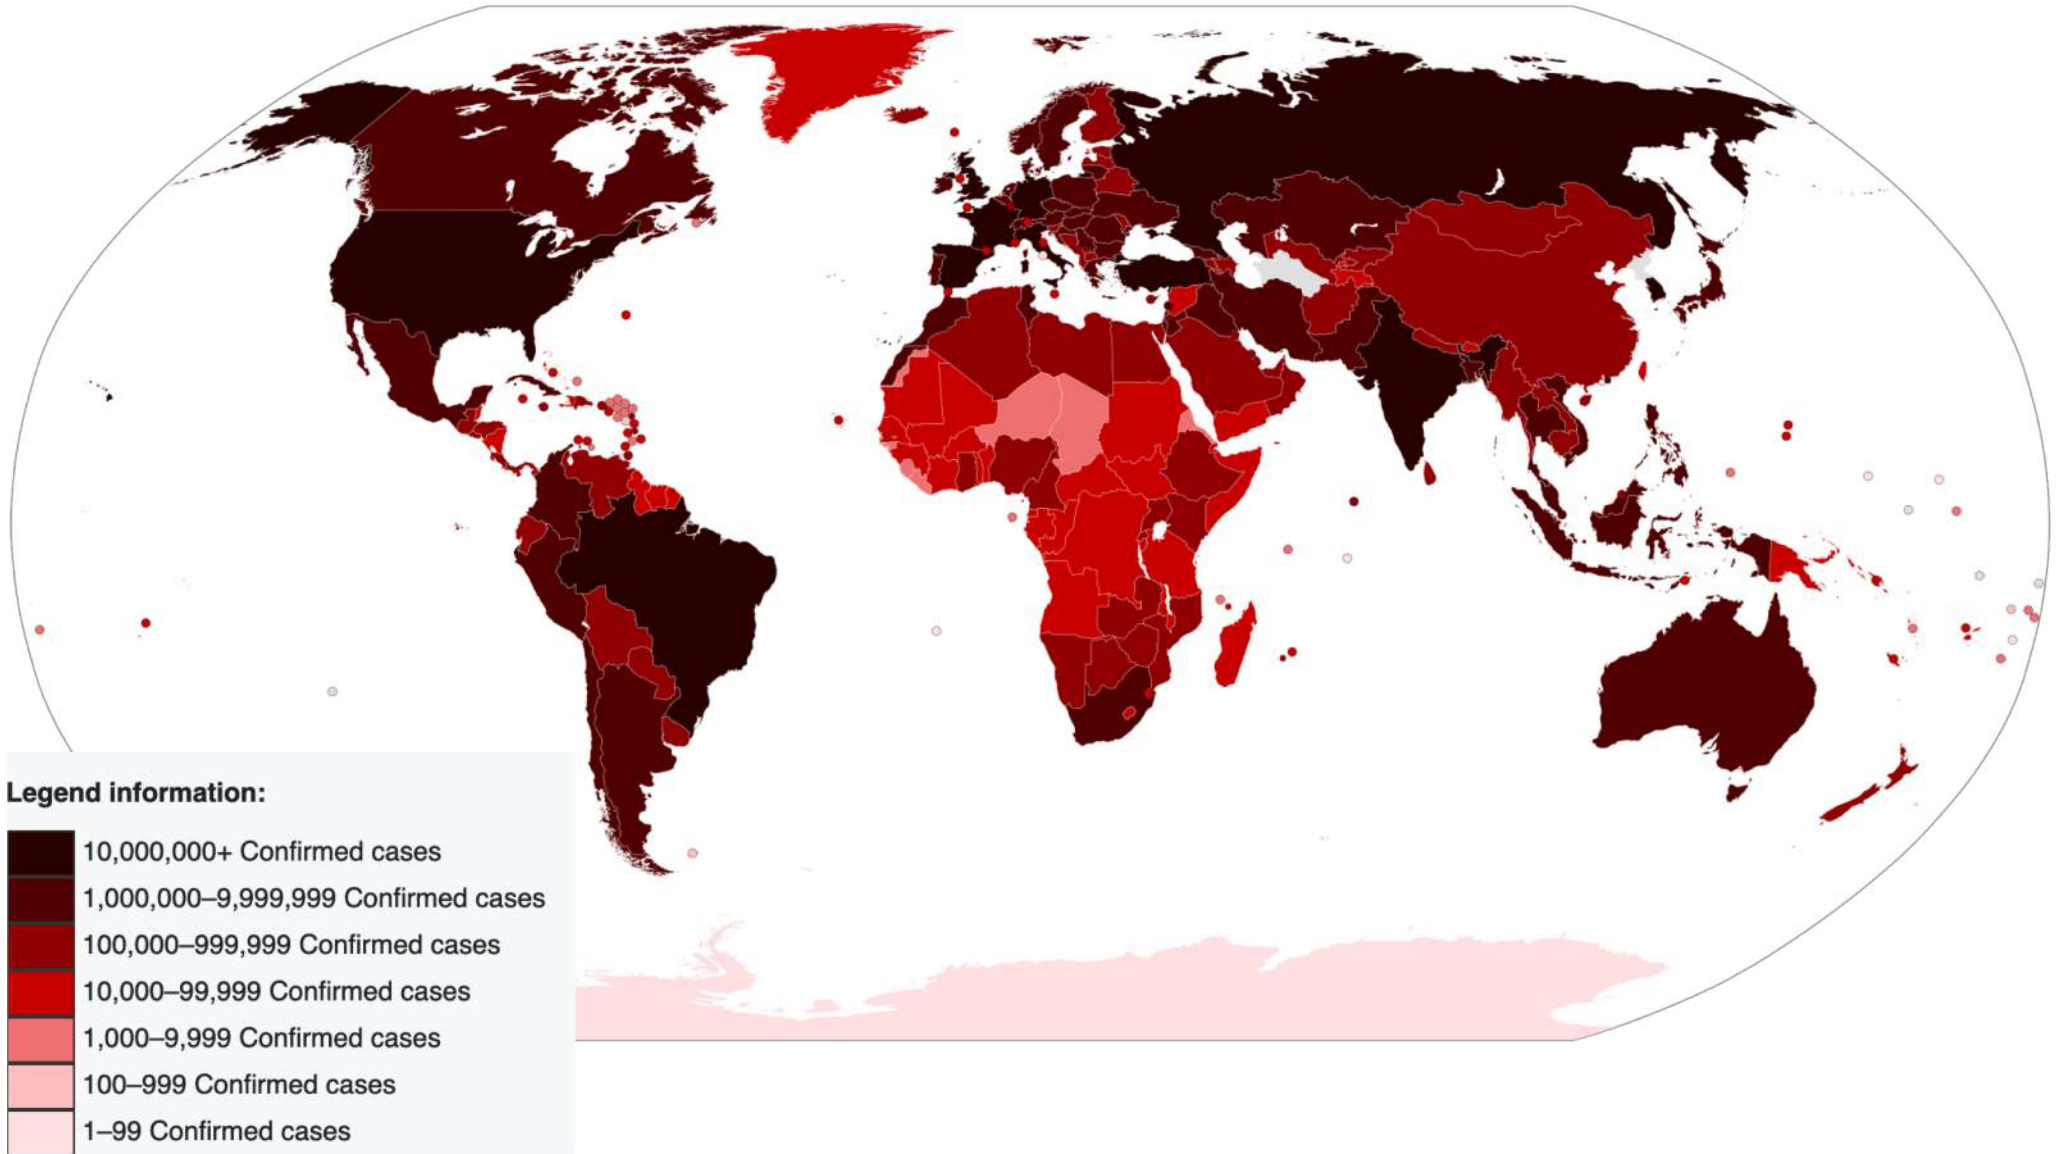 Legend information:
10,000,000+ Confirmed cases
1,000,000–9,999,999 Confirmed cases
100,000–999,999 Confirmed cases
10,000–99,999 Confirmed cases
1,000–9,999 Confirmed cases
100–999 Confirmed cases
1–99 Confirmed cases